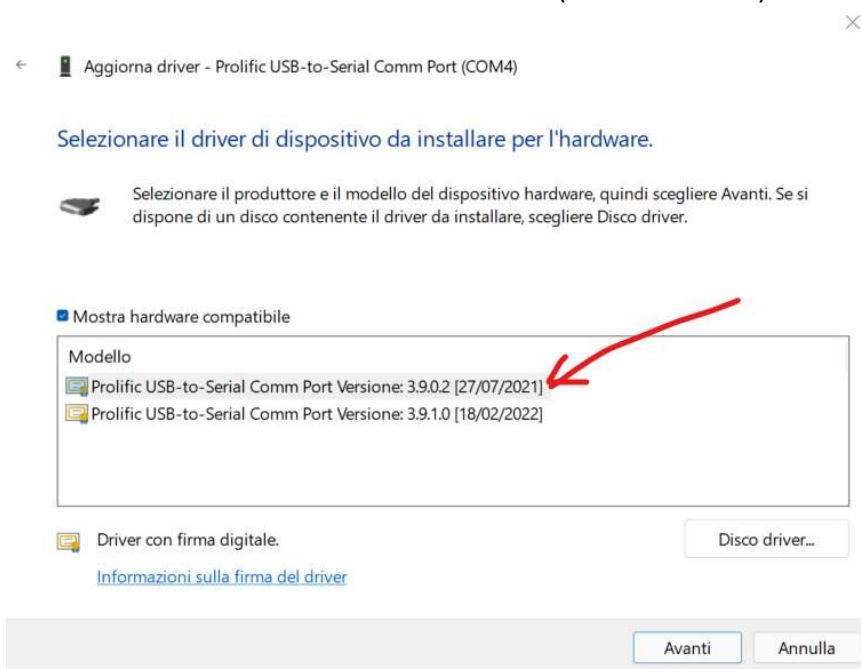 Aggiorna driver - Prolific USB-to-Serial Comm Port (COM4)
Selezionare il driver di dispositivo da installare per l'hardware.
Selezionare il produttore e il modello del dispositivo hardware, quindi scegliere Avanti. Se si
dispone di un disco contenente il driver da installare, scegliere Disco driver.
Mostra hardware compatibile
Modello
Prolific USB-to-Serial Comm Port Versione: 3.9.0.2 [27/07/2021]
Prolific USB-to-Serial Comm Port Versione: 3.9.1.0 [18/02/2022]
Driver con firma digitale.
Disco driver...
Informazioni sulla firma del driver
Avanti
Annulla